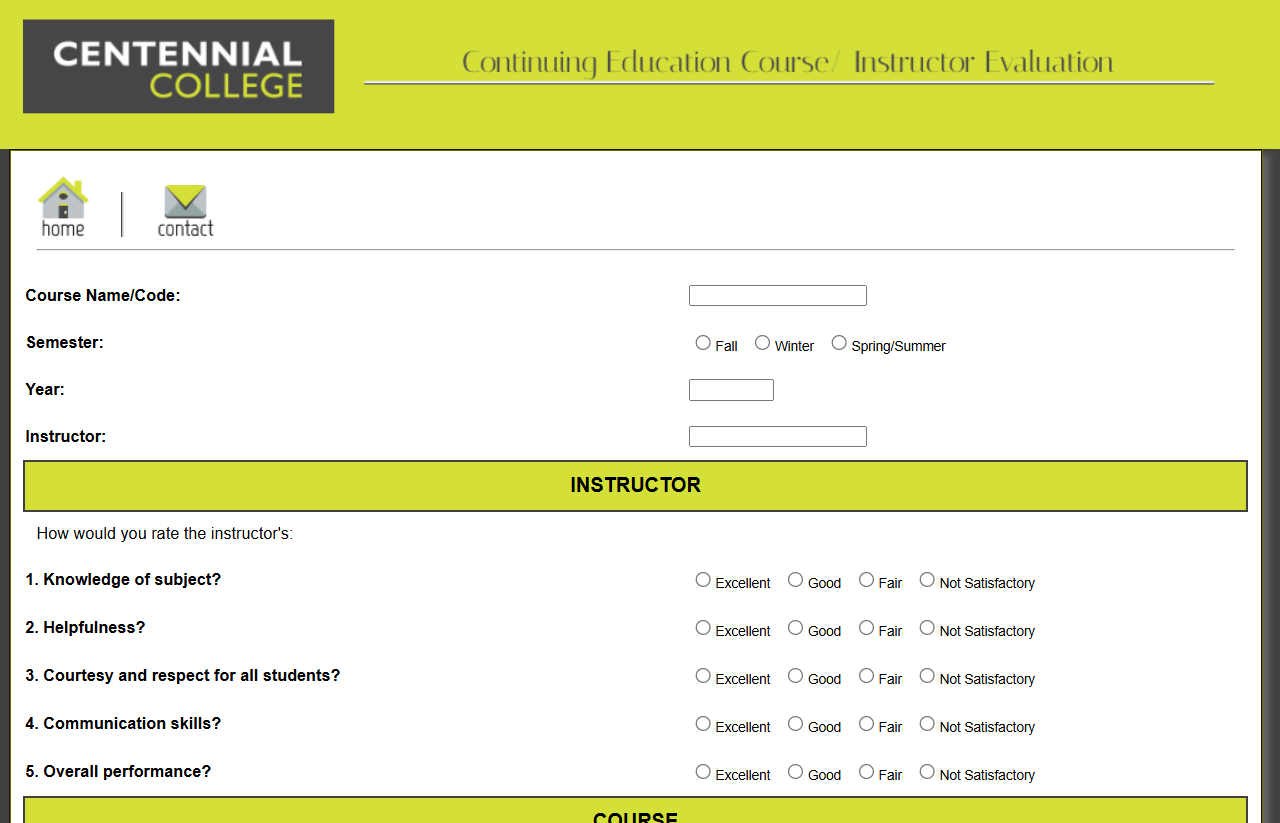 CENTENNIAL
COLLEGE
Continuing Education Course/ Instructor Evaluation
home
contact
Course Name/Code:
Semester: Fall Winter Spring/Summer
Year:
Instructor:
INSTRUCTOR
How would you rate the instructor's:
1. Knowledge of subject? Excellent Good Fair Not Satisfactory
2. Helpfulness? Excellent Good Fair Not Satisfactory
3. Courtesy and respect for all students? Excellent Good Fair Not Satisfactory
4. Communication skills? Excellent Good Fair Not Satisfactory
5. Overall performance? Excellent Good Fair Not Satisfactory
COURSE